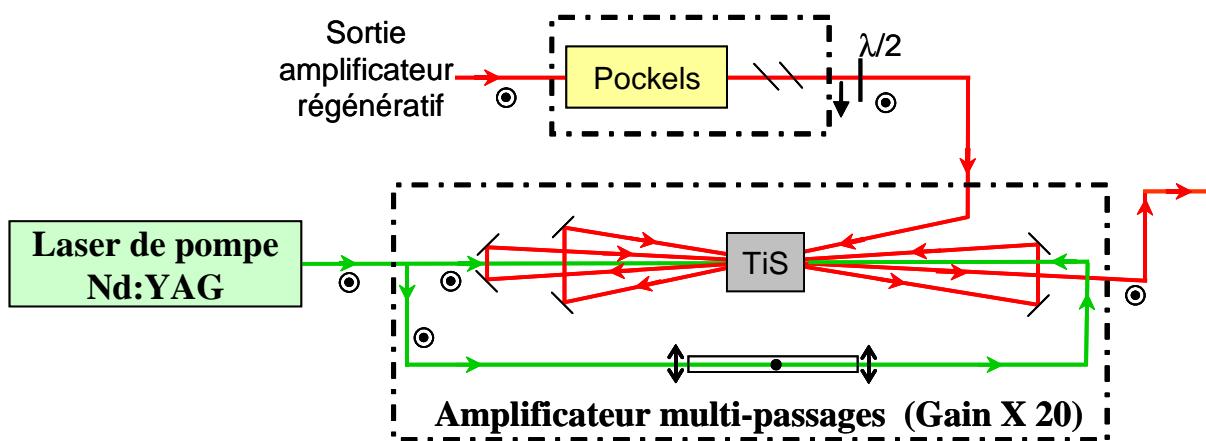 Sortie
amplificateur
régénératif
Pockels
λ/2
Laser de pompe
Nd:YAG
TiS
Amplificateur multi-passages (Gain X 20)